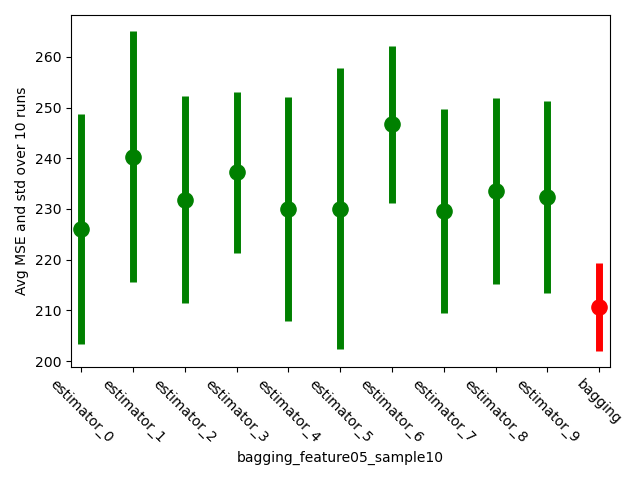 Avg MSE and std over 10 runs
260
250
240
230
220
210
200
estimator_0
estimator_1
estimator_2
estimator_3
estimator_4
estimator_5
estimator_6
estimator_7
estimator_8
estimator_9
bagging
bagging_feature05_sample10